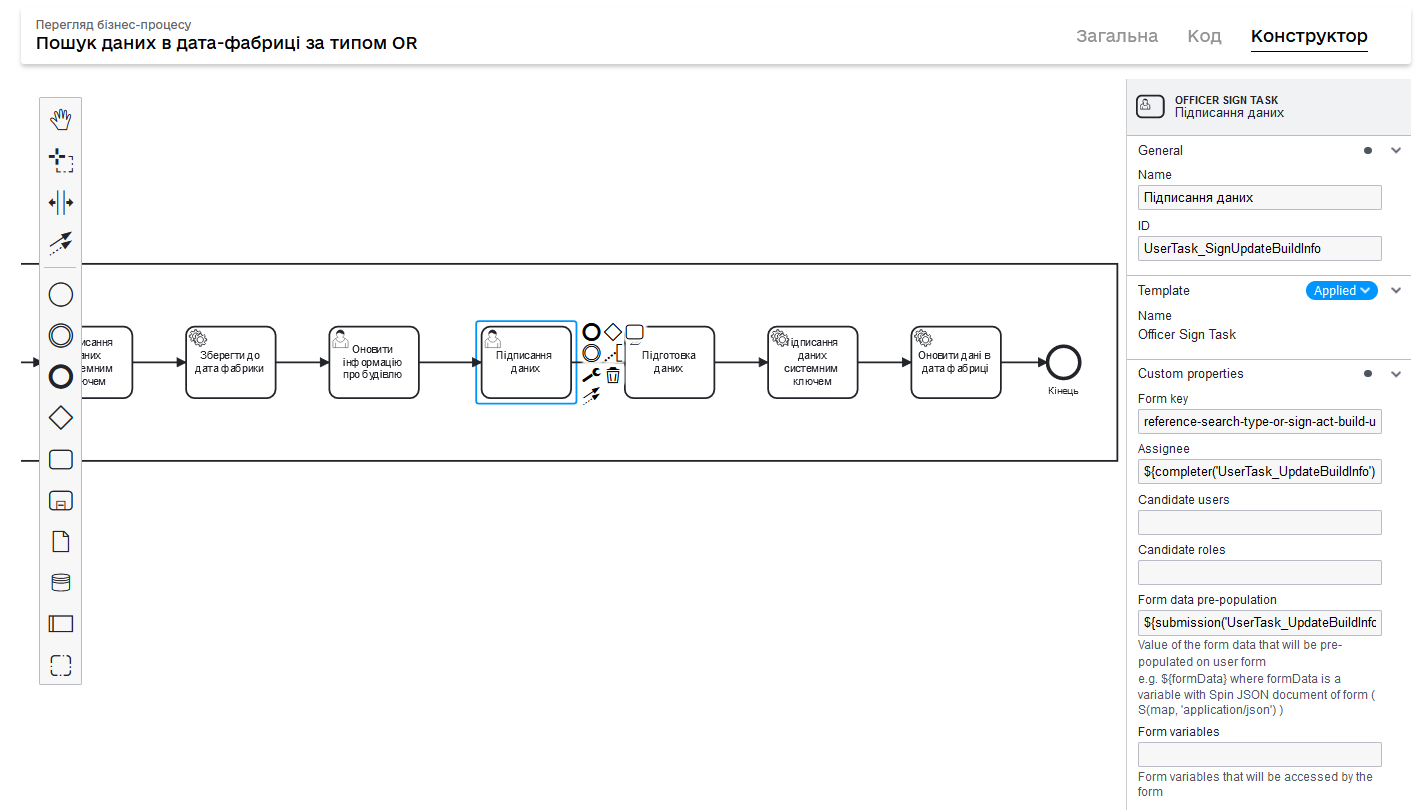 Перегляд бізнес-процесу
Пошук даних в дата-фабриці за типом OR
Загальна
Код
Конструктор
Зберегти до
дата фабрики
Оновити
інформацію
про будівлю
Підписання
даних
Підготовка
даних
даних
системним
ключем
Оновити дані в
дата фабриці
Кінець
OFFICER SIGN TASK
Підписання даних
General
Name
Підписання даних
ID
UserTask_SignUpdateBuildInfo
Template
Applied
Name
Officer Sign Task
Custom properties
Form key
reference-search-type-or-sign-act-build-u
Assignee
${completer('UserTask_UpdateBuildInfo')
Candidate users
Candidate roles
Form data pre-population
${submission('UserTask_UpdateBuildInfo
Value of the form data that will be pre-
populated on user form
e.g. ${formData} where formData is a
variable with Spin JSON document of form (
S(map, 'application/json') )
Form variables
Form variables that will be accessed by the
form